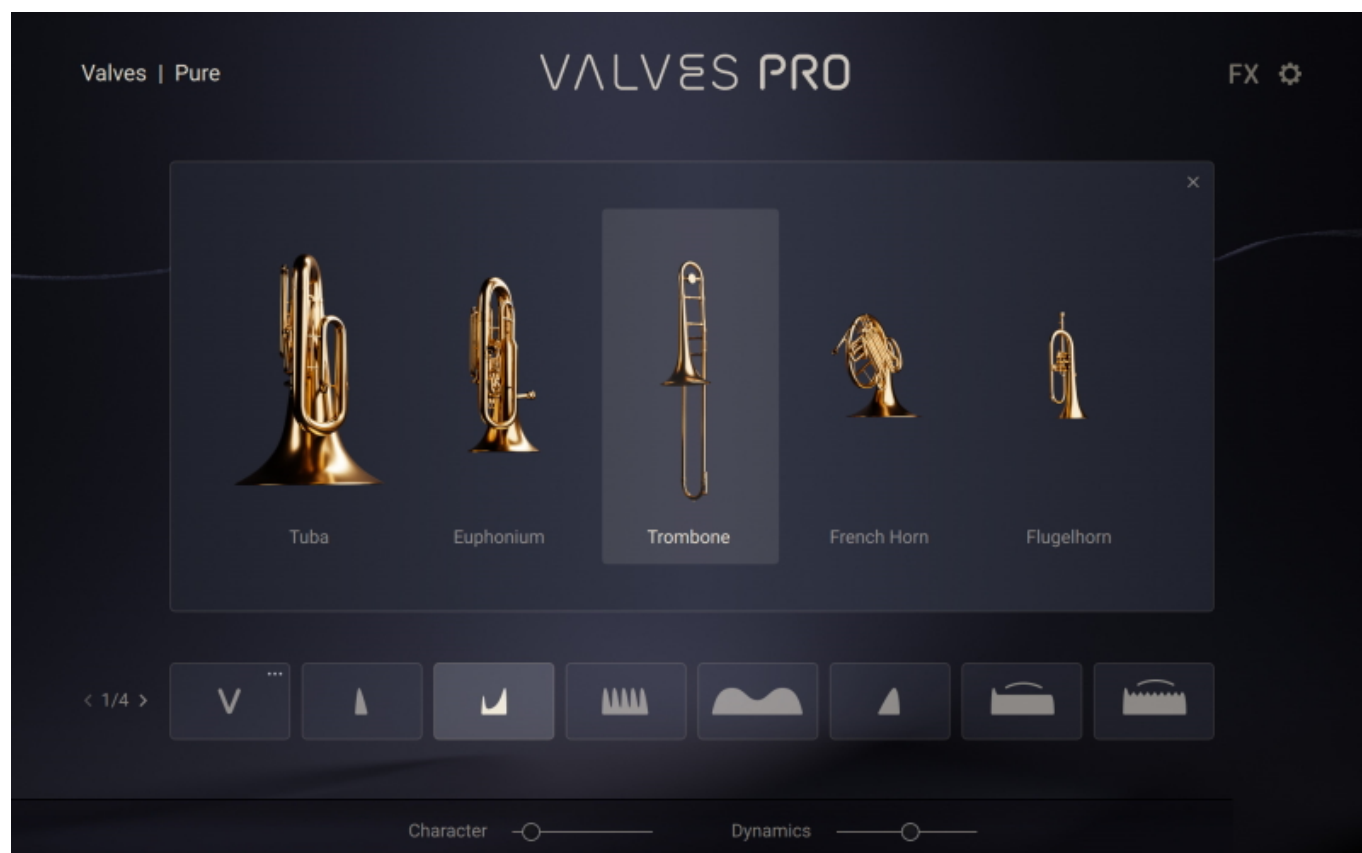 Valves | Pure
VALVES PRO
FX
Tuba
Euphonium
Trombone
French Horn
Flugelhorn
< 1/4 >
V
Character
Dynamics